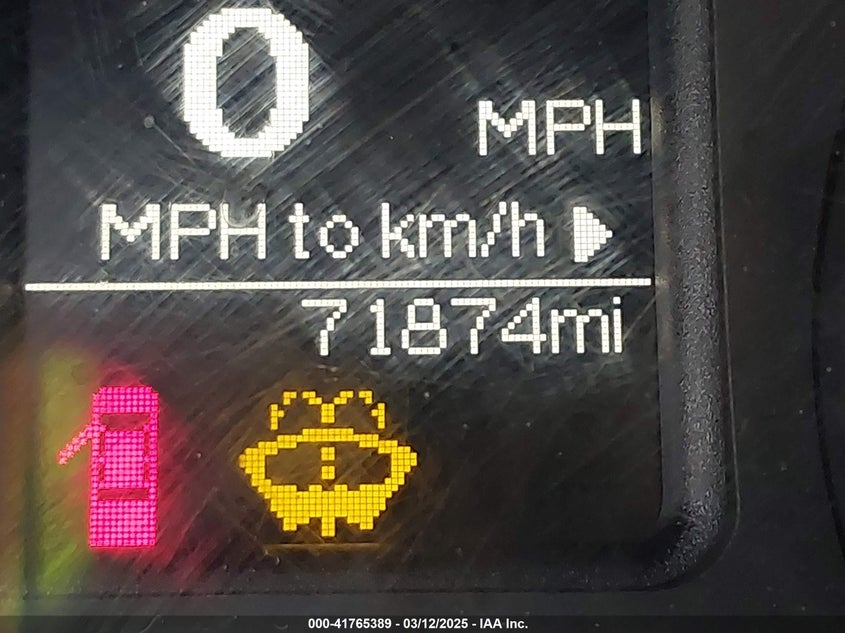 0
MPH
MPH to km/h
71874mi
000-41765389 - 03/12/2025 - IAA Inc.